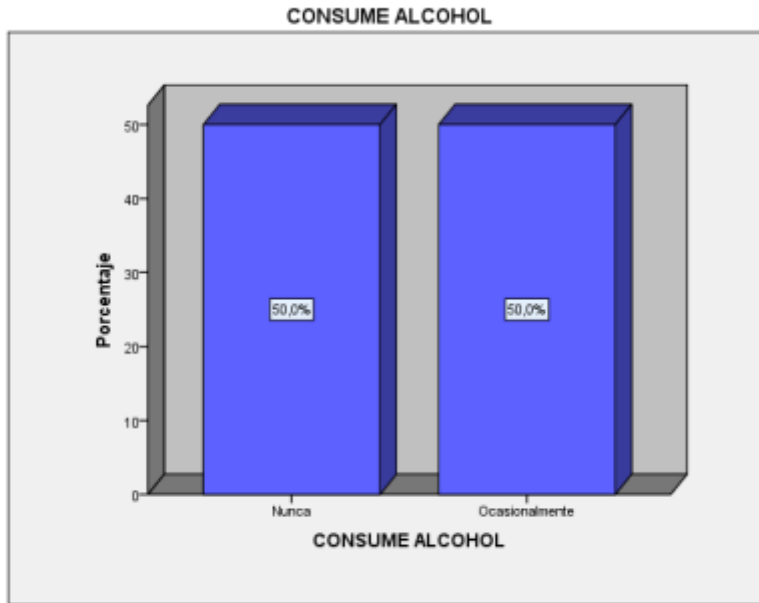 CONSUME ALCOHOL
Porcentaje
50
40
30
20
10
0
50,0%
50,0%
Nunca
Ocasionalmente
CONSUME ALCOHOL